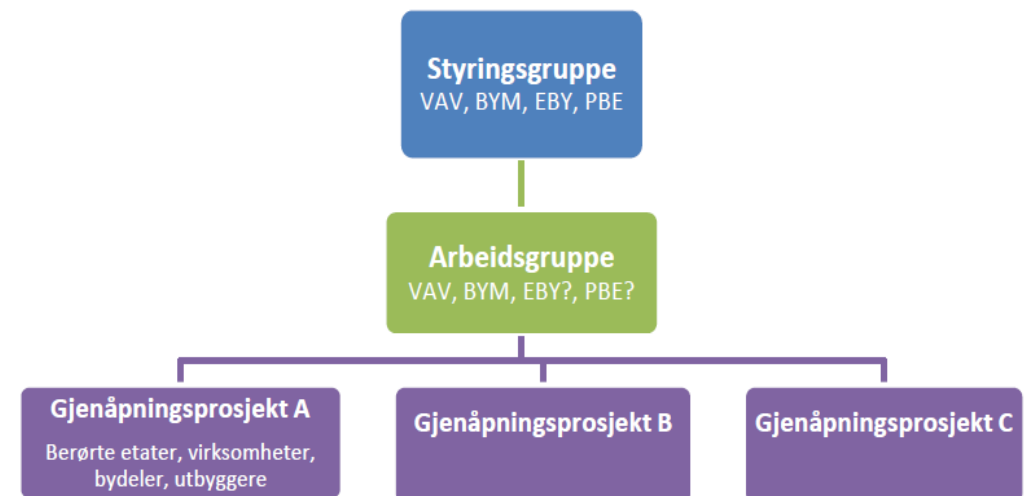 Styringsgruppe
VAV, BYM, EBY, PBE
Arbeidsgruppe
VAV, BYM, EBY?, PBE?
Gjenåpningsprosjekt A
Berørte etater, virksomheter,
bydeler, utbyggere
Gjenåpningsprosjekt B
Gjenåpningsprosjekt C